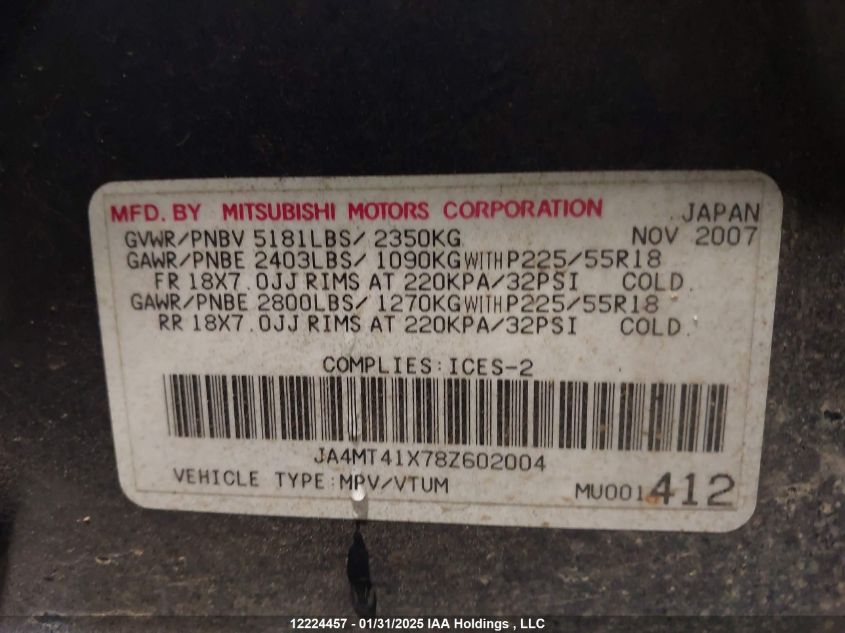 MFD. BY MITSUBISHI MOTORS CORPORATION JAPAN
GVWR/PNBV 5181LBS/ 2350KG NOV 2007
GAWR/PNBE 2403LBS/ 1090KG WITH P225/55R18
FR 18X7.0JJ RIMS AT 220KPA/32PSI COLD.
GAWR/PNBE 2800LBS/ 1270KG WITH P225/55R18
RR 18X7.0JJ RIMS AT 220KPA/32PSI COLD.
COMPLIES:ICES-2
JA4MT41X78Z602004
VEHICLE TYPE:MPV/VTUM MU001412
12224457 - 01/31/2025 IAA Holdings , LLC